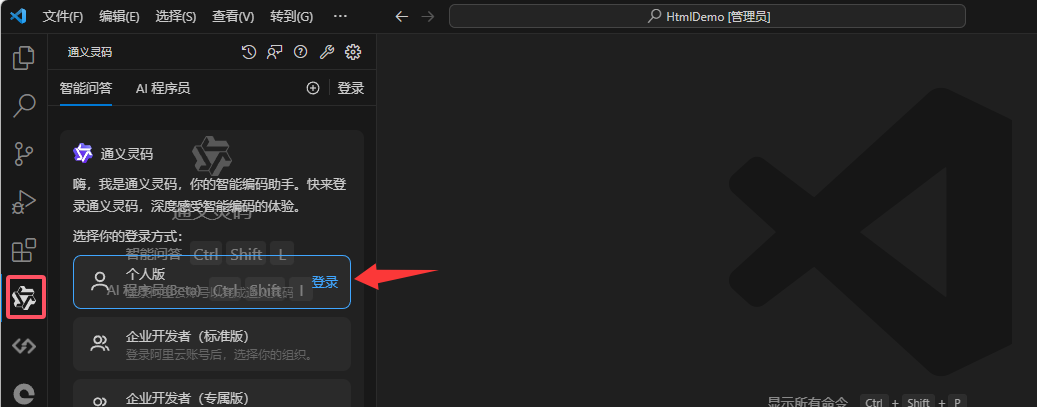 文件(F) 编辑(E) 选择(S) 查看(V) 转到(G) ··· HtmlDemo [管理员]
通义灵码
智能问答 AI 程序员 登录
通义灵码
嗨，我是通义灵码，你的智能编码助手。快来登
录通义灵码，深度感受智能编码的体验。
通义灵码
选择你的登录方式：
智能问答 Ctrl Shift L
个人版
登录
AI 程序员(Beta) Ctrl Shift I
企业开发者（标准版）
登录阿里云账号后，选择你的组织。
企业开发者（专属版）
显示所有命令 Ctrl + Shift + P